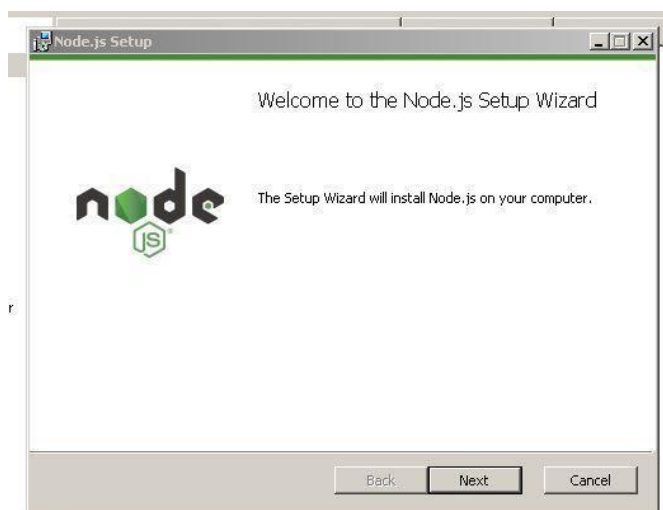 Node.js Setup
Welcome to the Node.js Setup Wizard
node
JS
The Setup Wizard will install Node.js on your computer.
r
Back
Next
Cancel